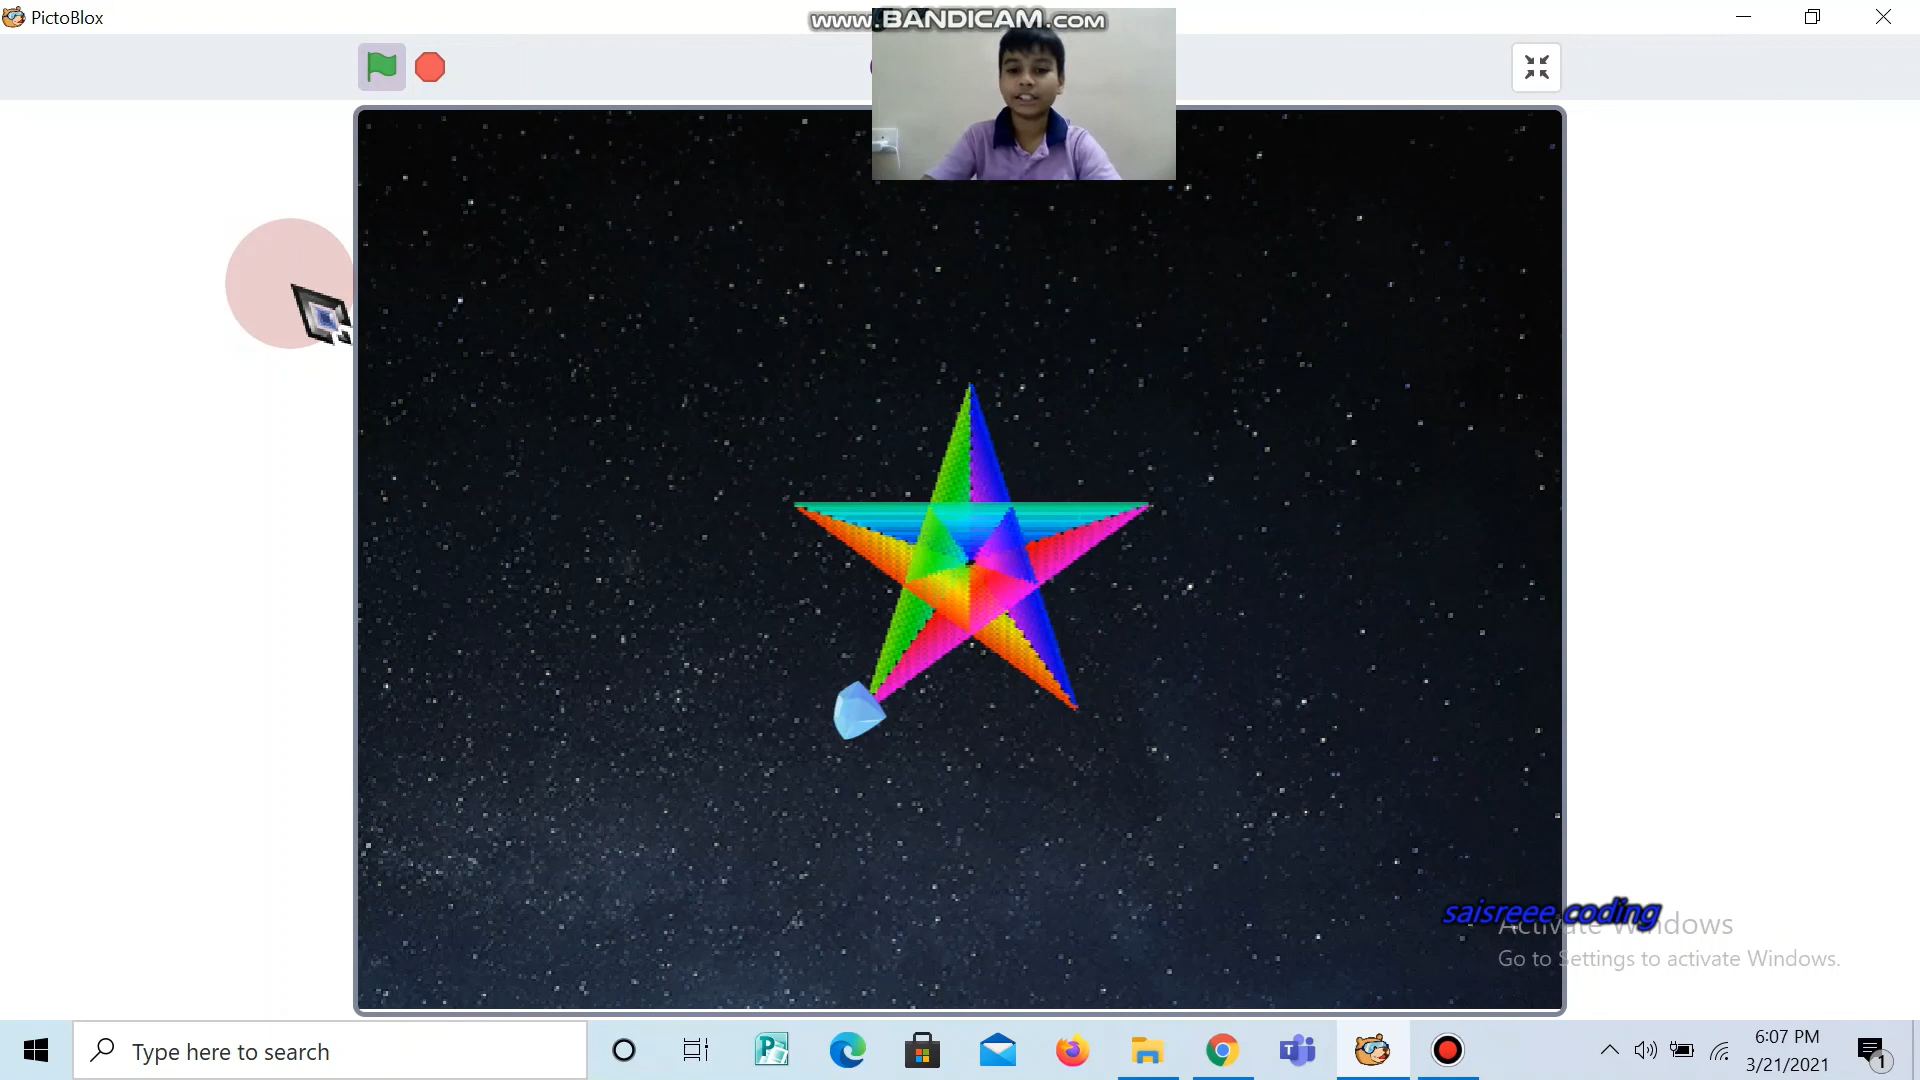 PictoBlox
www.BANDICAM.com
saisreee coding
Activate Windows
Go to Settings to activate Windows.
Type here to search
6:07 PM
3/21/2021
1